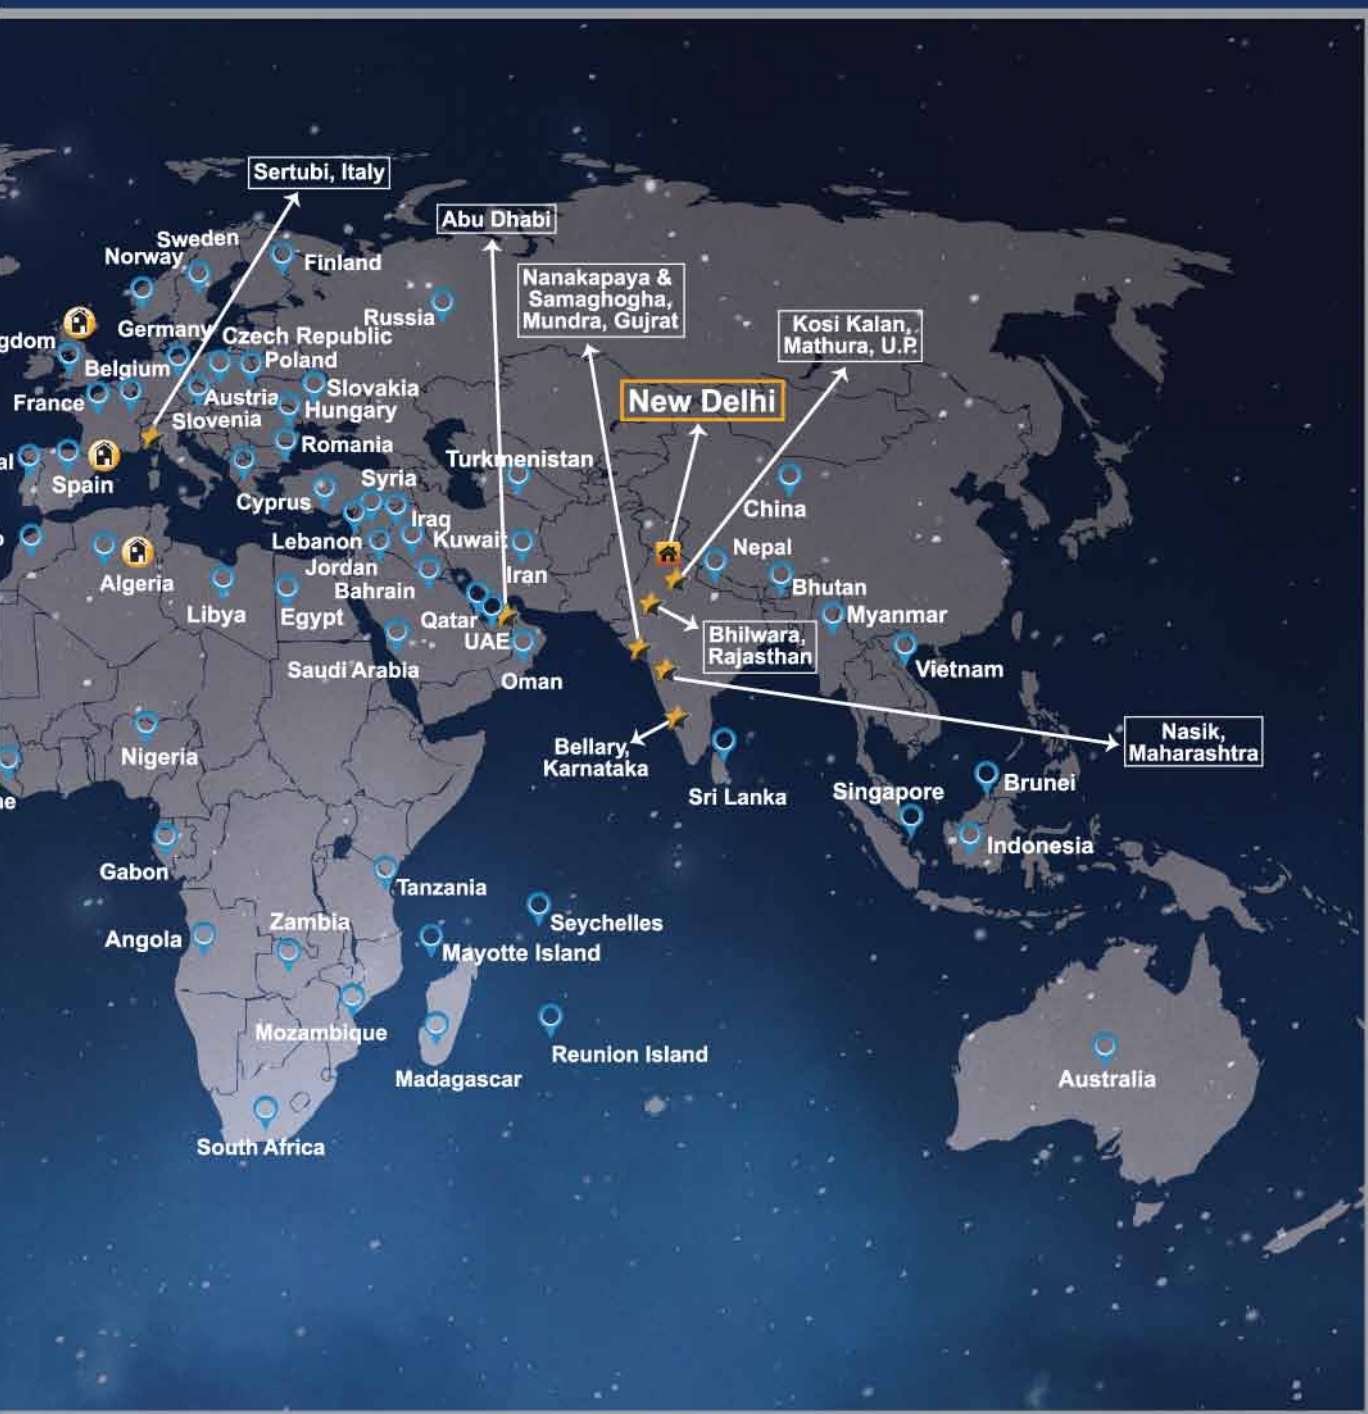 Sertubi, Italy
Abu Dhabi
Sweden
Norway
Finland
Nanakapaya &
Samaghogha,
Mundra, Gujrat
Russia
Kosi Kalan,
Mathura, U.P.
gdom
Germany
Czech Republic
Belgium
Poland
France
Austria
Slovakia
Slovenia
Hungary
New Delhi
Romania
al
Spain
Turkmenistan
Syria
Cyprus
China
Iraq
Lebanon
Kuwait
Nepal
Algeria
Jordan
Iran
Bahrain
Bhutan
Libya
Egypt
Qatar
Myanmar
UAE
Bhilwara,
Rajasthan
Saudi Arabia
Oman
Vietnam
Nigeria
Bellary,
Karnataka
Nasik,
Maharashtra
Sri Lanka
Singapore
Brunei
ne
Indonesia
Gabon
Tanzania
Zambia
Seychelles
Angola
Mayotte Island
Mozambique
Reunion Island
Madagascar
Australia
South Africa